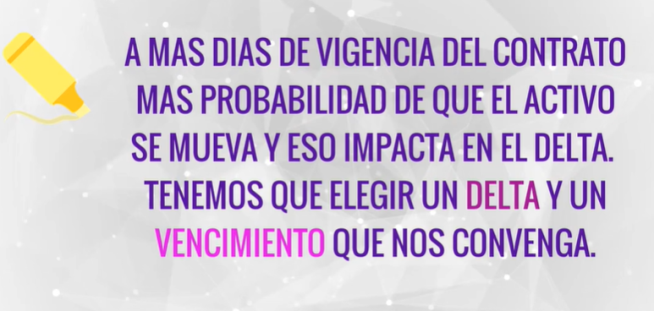 A MAS DIAS DE VIGENCIA DEL CONTRATO
MAS PROBABILIDAD DE QUE EL ACTIVO
SE MUEVA Y ESO IMPACTA EN EL DELTA.
TENEMOS QUE ELEGIR UN DELTA Y UN
VENCIMIENTO QUE NOS CONVENGA.